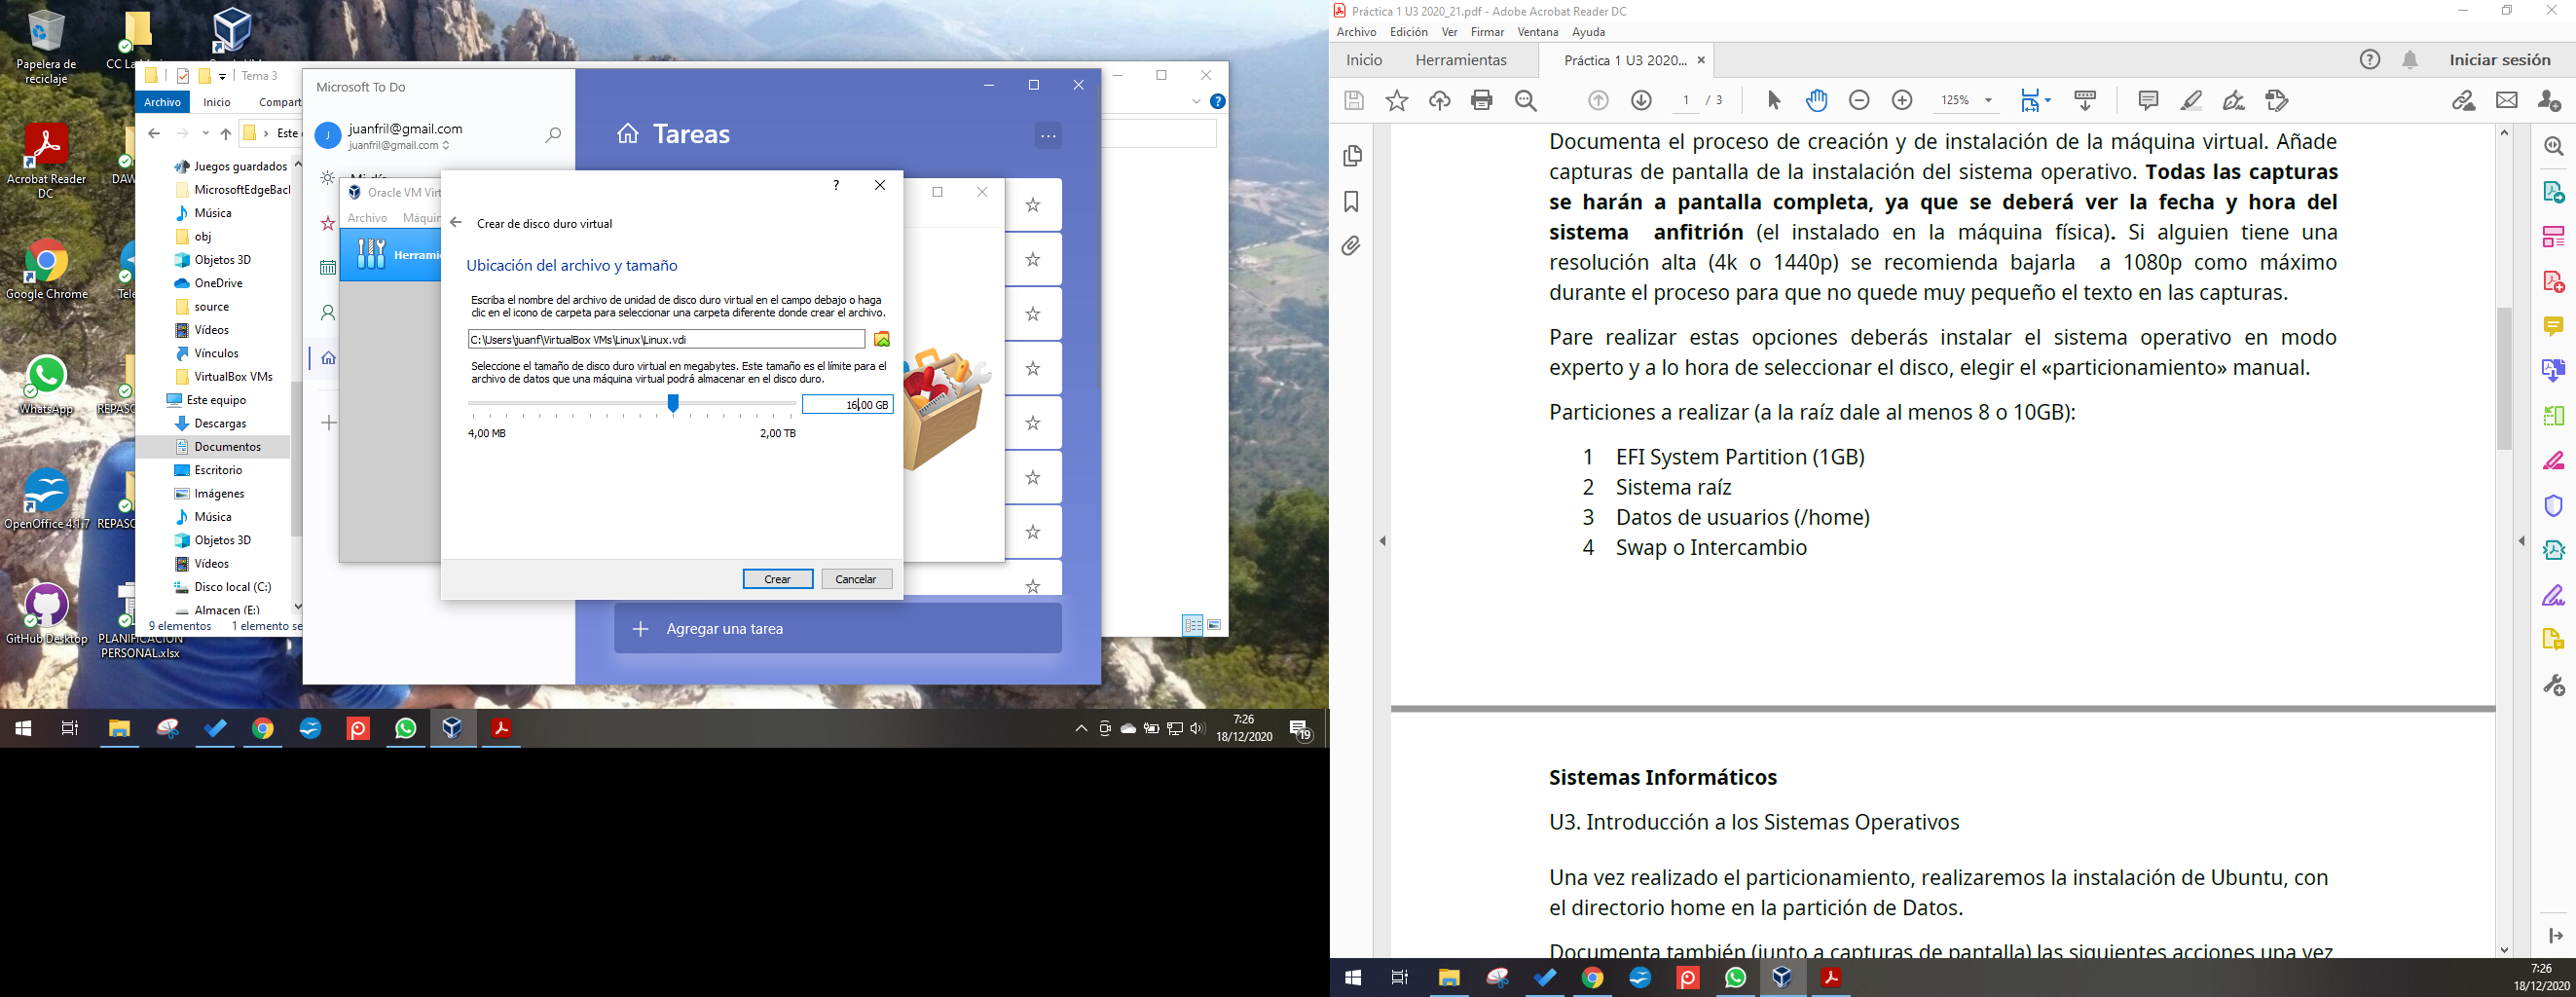 Papelera de
reciclaje
Acrobat Reader
DC
Google Chrome
WhatsApp
OpenOffice 4.1.7
GitHub Desktop
PLANIFICACION
PERSONAL.xlsx
Tema 3
Archivo
Inicio
Este
Juegos guardados
Música
obj
Objetos 3D
OneDrive
source
Vídeos
Vínculos
VirtualBox VMs
Este equipo
Descargas
Documentos
Escritorio
Imágenes
Música
Objetos 3D
Vídeos
Disco local (C:)
Almacen (E:)
9 elementos
1 elemento se
Microsoft To Do
J
juanfril@gmail.com
juanfril@gmail.com
Tareas
Agregar una tarea
Oracle VM Virt
Archivo
Máquin
Herrami
?
Crear de disco duro virtual
Ubicación del archivo y tamaño
Escriba el nombre del archivo de unidad de disco duro virtual en el campo debajo o haga
clic en el icono de carpeta para seleccionar una carpeta diferente donde crear el archivo.
C:\Users\juanf\VirtualBox VMs\Linux\Linux.vdi
Seleccione el tamaño de disco duro virtual en megabytes. Este tamaño es el límite para el
archivo de datos que una máquina virtual podrá almacenar en el disco duro.
16,00 GB
4,00 MB
2,00 TB
Crear
Cancelar
7:26
18/12/2020
19
Práctica 1 U3 2020_21.pdf - Adobe Acrobat Reader DC
Archivo Edición Ver Firmar Ventana Ayuda
Inicio
Herramientas
Práctica 1 U3 2020...
Iniciar sesión
1 / 3
125%
Documenta el proceso de creación y de instalación de la máquina virtual. Añade
capturas de pantalla de la instalación del sistema operativo. Todas las capturas
se harán a pantalla completa, ya que se deberá ver la fecha y hora del
sistema anfitrión (el instalado en la máquina física). Si alguien tiene una
resolución alta (4k o 1440p) se recomienda bajarla a 1080p como máximo
durante el proceso para que no quede muy pequeño el texto en las capturas.
Pare realizar estas opciones deberás instalar el sistema operativo en modo
experto y a lo hora de seleccionar el disco, elegir el «particionamiento» manual.
Particiones a realizar (a la raíz dale al menos 8 o 10GB):
1 EFI System Partition (1GB)
2 Sistema raíz
3 Datos de usuarios (/home)
4 Swap o Intercambio
Sistemas Informáticos
U3. Introducción a los Sistemas Operativos
Una vez realizado el particionamiento, realizaremos la instalación de Ubuntu, con
el directorio home en la partición de Datos.
Documenta también (junto a capturas de pantalla) las siguientes acciones una vez
7:26
18/12/2020